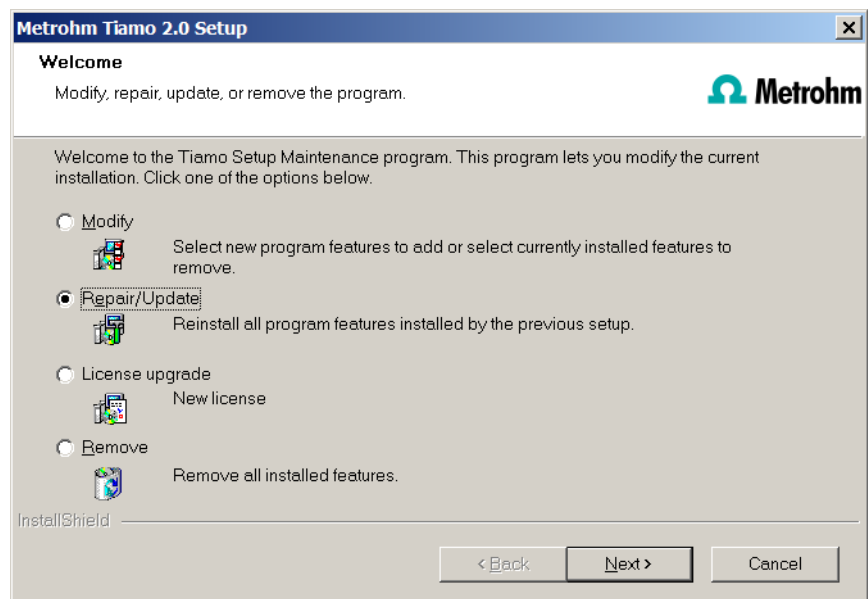 Metrohm Tiamo 2.0 Setup
Welcome
Modify, repair, update, or remove the program.
Metrohm
Welcome to the Tiamo Setup Maintenance program. This program lets you modify the current
installation. Click one of the options below.
Modify
Select new program features to add or select currently installed features to
remove.
Repair/Update
Reinstall all program features installed by the previous setup.
License upgrade
New license
Remove
Remove all installed features.
InstallShield
< Back Next > Cancel